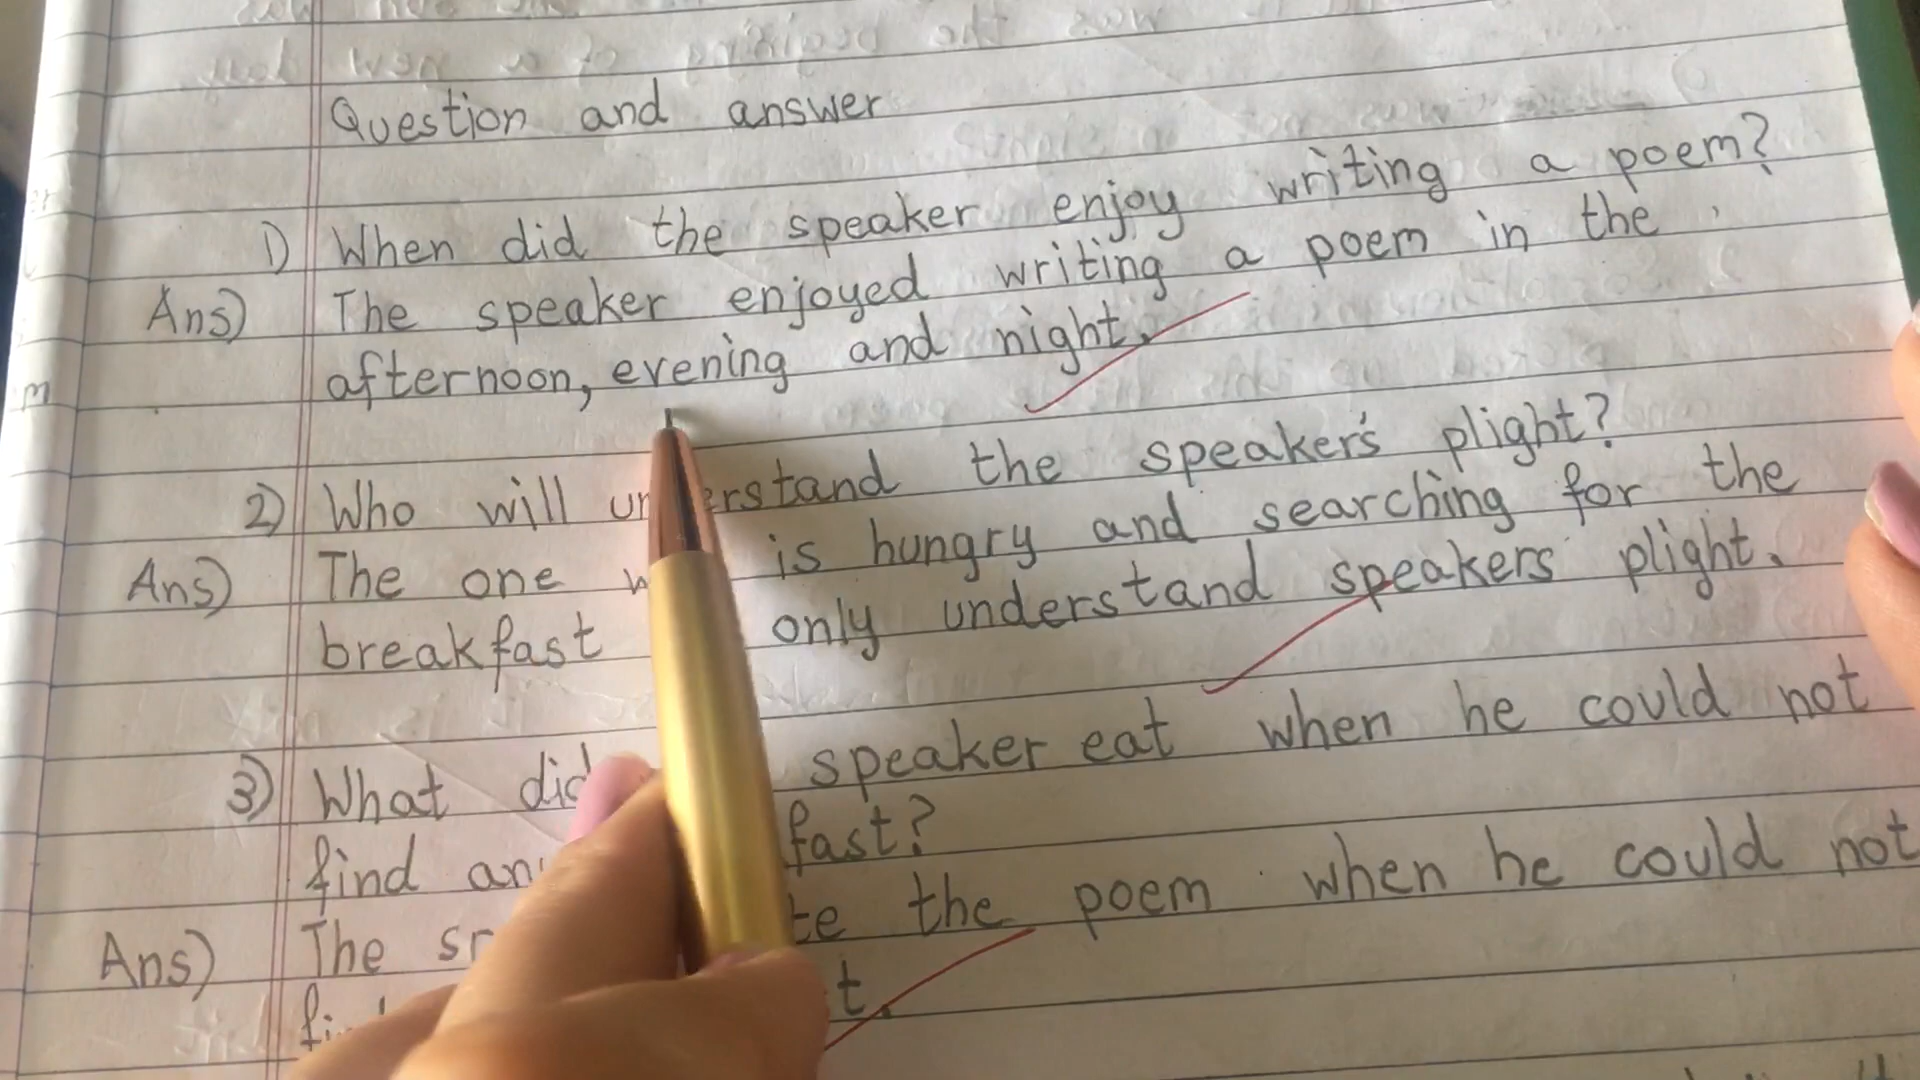 Question and answer
1) When did the speaker enjoy writing a poem?
Ans) The speaker enjoyed writing a poem in the
afternoon, evening and night.
2) Who will understand the speaker's plight?
Ans) The one is hungry and searching for the
breakfast only understand speakers plight.
3) What did speaker eat when he could not
find any fast?
Ans) The the poem when he could not